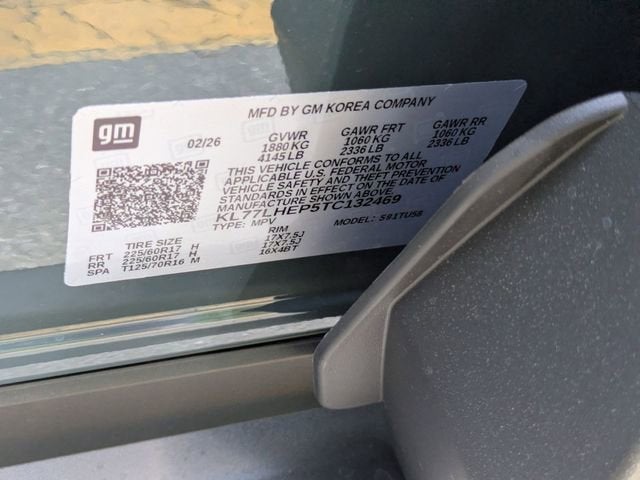 MFD BY GM KOREA COMPANY
gm
02/26
GVWR GAWR FRT GAWR RR
1880 KG 1060 KG 1060 KG
4145 LB 2336 LB 2336 LB
THIS VEHICLE CONFORMS TO ALL
APPLICABLE U.S. FEDERAL MOTOR
VEHICLE SAFETY AND THEFT PREVENTION
STANDARDS IN EFFECT ON THE DATE OF
MANUFACTURE SHOWN ABOVE.
KL77LHEP5TC132469
TYPE: MPV MODEL: S91TU58
TIRE SIZE RIM
FRT 225/60R17 H 17X7.5J
RR 225/60R17 H 17X7.5J
SPA T125/70R16 M 16X4BT